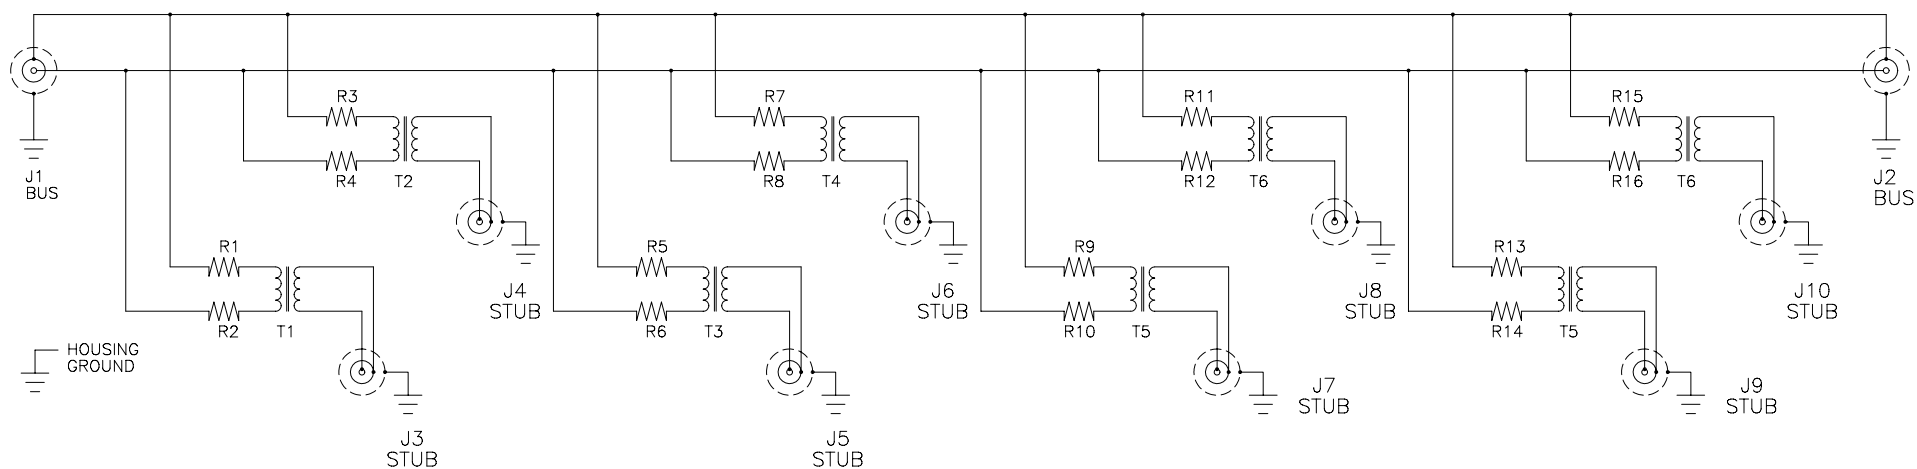 R3
R7
R11
R15
R4
T2
R8
T4
R12
T6
R16
T6
J1
BUS
J2
BUS
R1
R5
R9
R13
J4
STUB
J6
STUB
J8
STUB
J10
STUB
R2
T1
R6
T3
R10
T5
R14
T5
HOUSING
GROUND
J7
STUB
J9
STUB
J3
STUB
J5
STUB